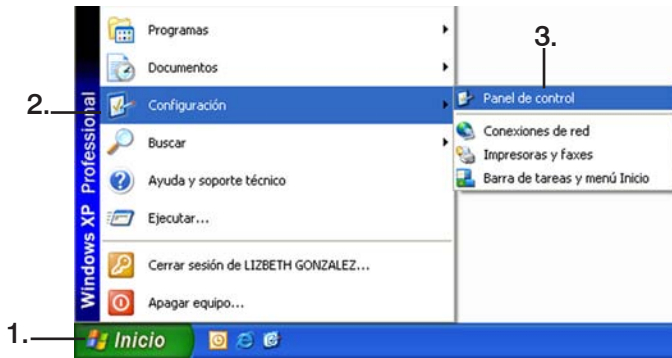 Programas
3.
Documentos
2.
Configuración
Panel de control
Conexiones de red
Buscar
Impresoras y faxes
Ayuda y soporte técnico
Barra de tareas y menú Inicio
Ejecutar...
Cerrar sesión de LIZBETH GONZALEZ...
Apagar equipo...
Windows XP Professional
1.
Inicio